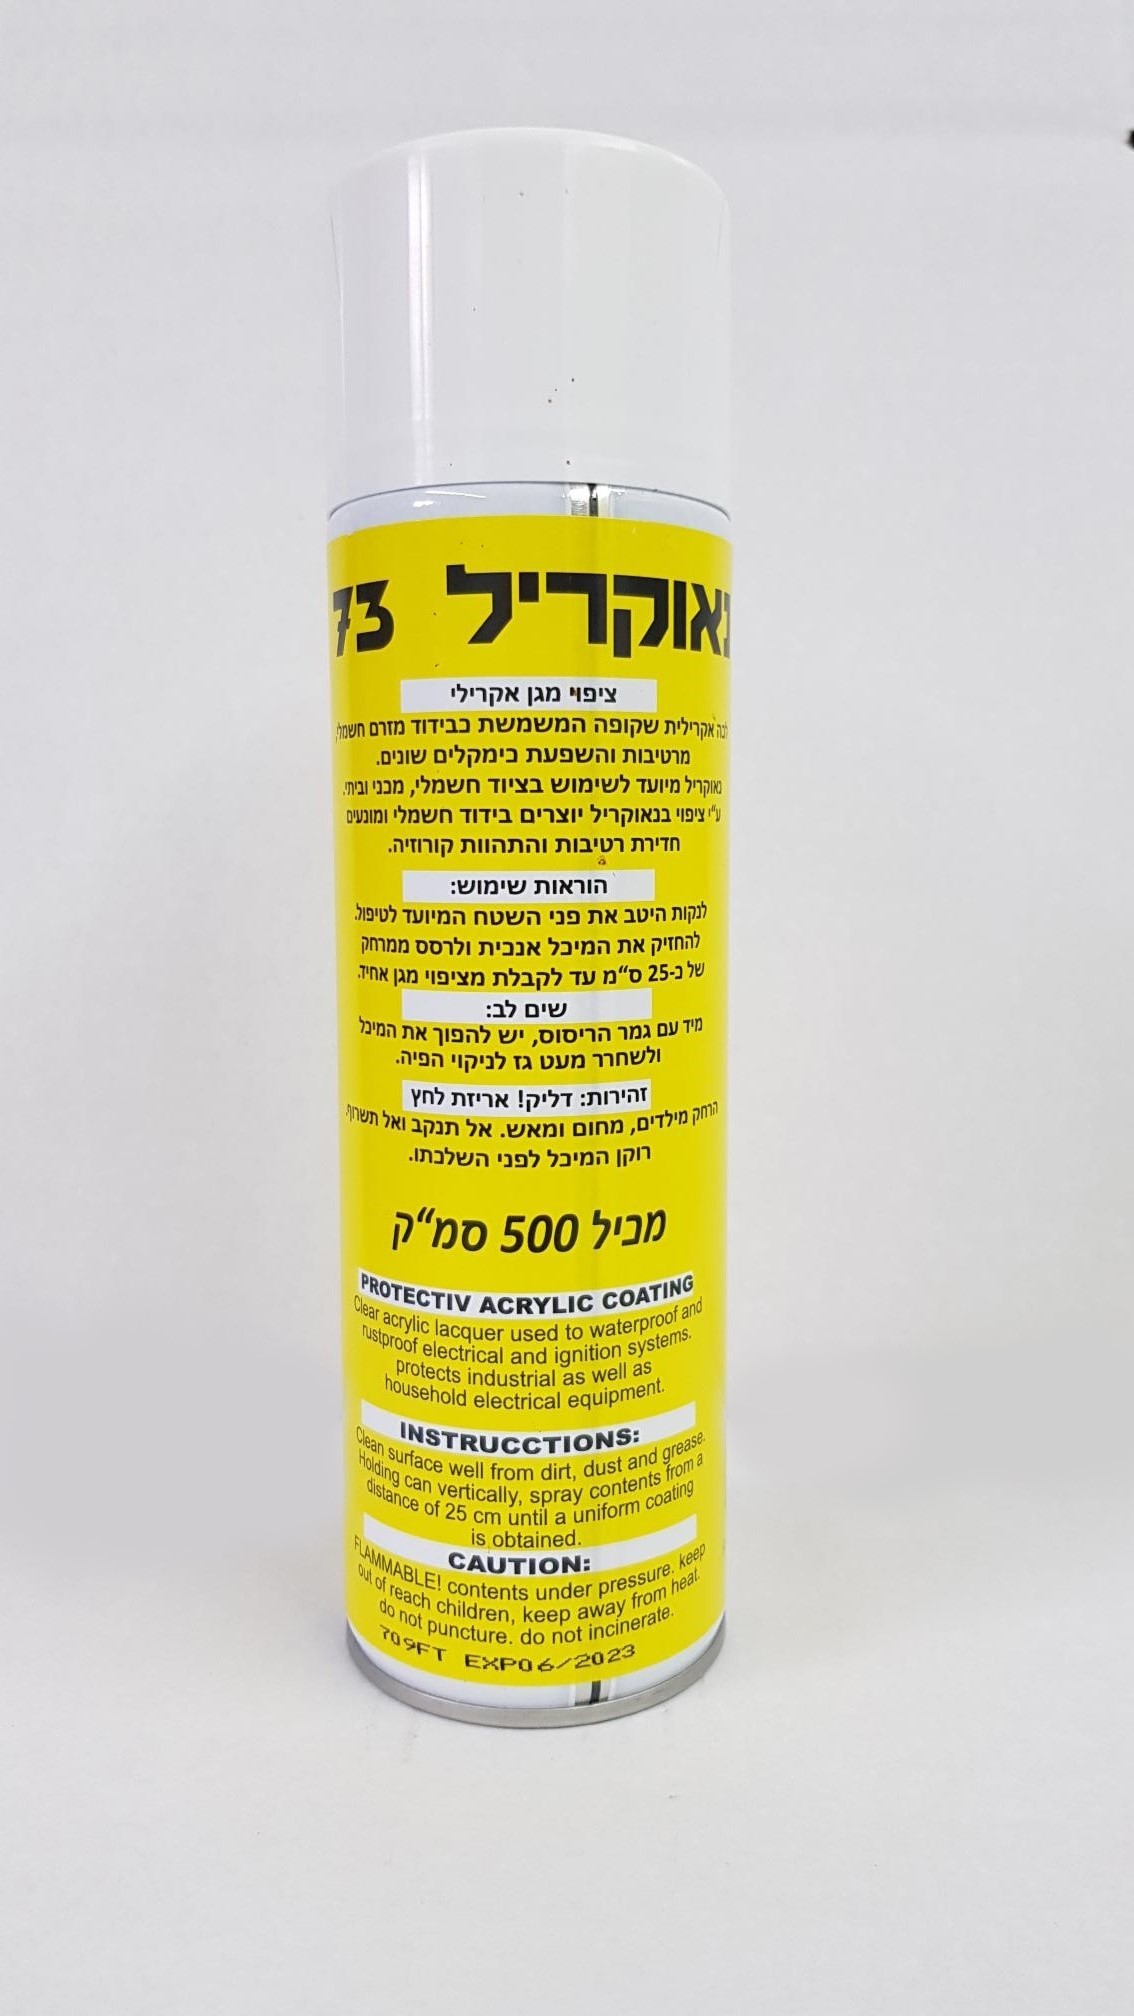 נאוקריל 73
ציפוי מגן אקרילי
לכה אקרילית שקופה המשמשת כבידוד מזרם חשמלי,
מרטיבות והשפעת כימקלים שונים.
נאוקריל מיועד לשימוש בציוד חשמלי, מכני וביתי.
ע"י ציפוי בנאוקריל יוצרים בידוד חשמלי ומונעים
חדירת רטיבות והתהוות קורוזיה.
הוראות שימוש:
לנקות היטב את פני השטח המיועד לטיפול.
להחזיק את המיכל אנכית ולרסס ממרחק
של כ-25 ס"מ עד לקבלת מציפוי מגן אחיד.
שים לב:
מיד עם גמר הריסוס, יש להפוך את המיכל
ולשחרר מעט גז לניקוי הפיה.
זהירות: דליק! אריזת לחץ
הרחק מילדים, מחום ומאש. אל תנקב ואל תשרוף.
רוקן המיכל לפני השלכתו.
מכיל 500 סמ"ק
PROTECTIV ACRYLIC COATING
Clear acrylic lacquer used to waterproof and
rustproof electrical and ignition systems.
protects industrial as well as
household electrical equipment.
INSTRUCCTIONS:
Clean surface well from dirt, dust and grease.
Holding can vertically, spray contents from a
distance of 25 cm until a uniform coating
is obtained.
CAUTION:
FLAMMABLE! contents under pressure. keep
out of reach children, keep away from heat.
do not puncture. do not incinerate.
709FT EXP06/2023